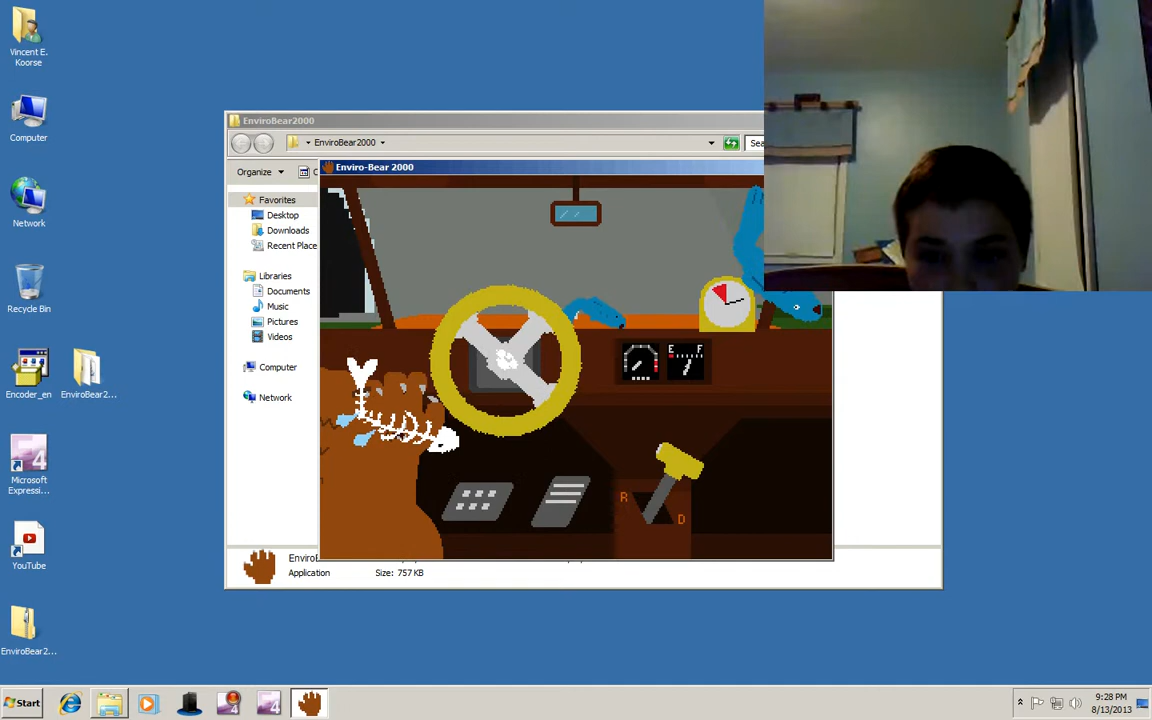 Vincent E.
Koorse
Computer
Network
Recycle Bin
Encoder_en
EnviroBear2...
Microsoft
Expressi...
YouTube
EnviroBear2...
EnviroBear2000
EnviroBear2000
Sea
Organize
Favorites
Desktop
Downloads
Recent Place
Libraries
Documents
Music
Pictures
Videos
Computer
Network
Application
Size: 757 KB
Enviro-Bear 2000
E F
R
D
Start
9:28 PM
8/13/2013